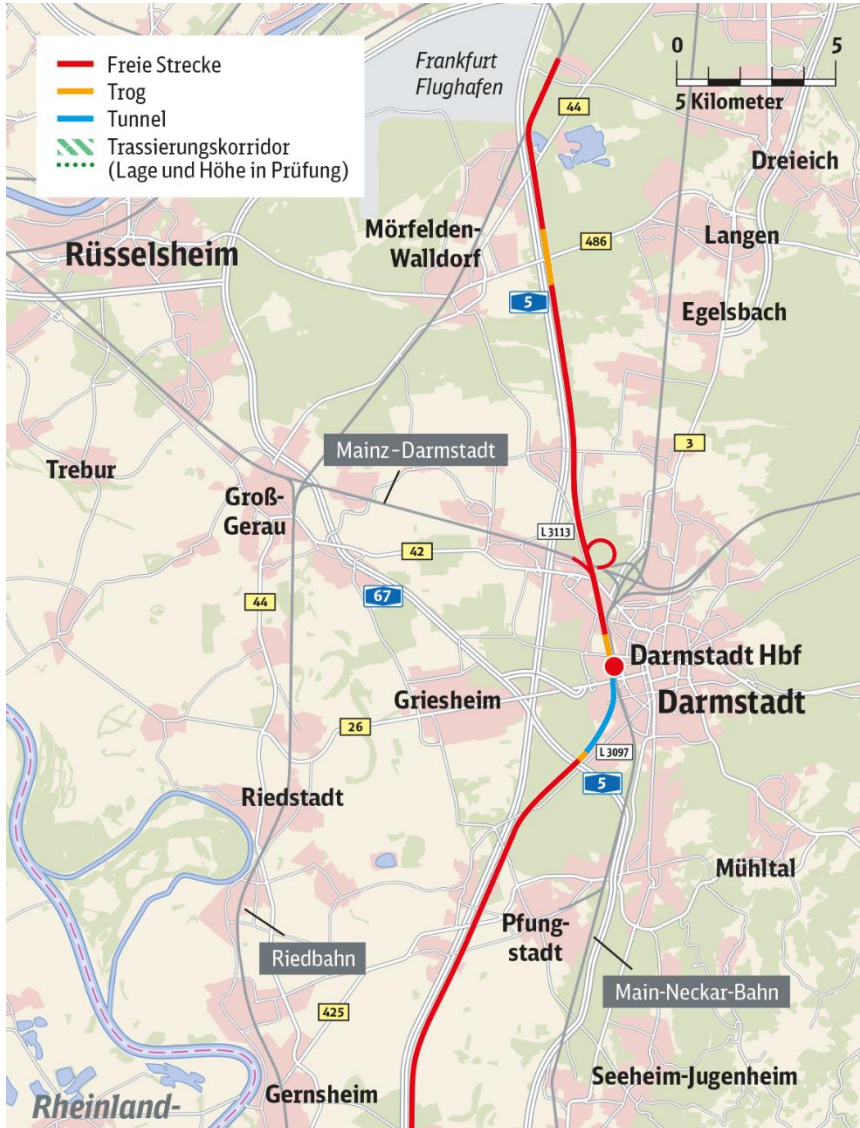 Freie Strecke
Trog
Tunnel
Trassierungskorridor
(Lage und Höhe in Prüfung)
Frankfurt
Flughafen
0
5
5 Kilometer
44
Dreieich
Mörfelden-
Walldorf
486
Langen
Rüsselsheim
5
Egelsbach
3
Mainz-Darmstadt
Trebur
Groß-
Gerau
L 3113
42
67
44
Darmstadt Hbf
Darmstadt
Griesheim
26
L 3097
5
Riedstadt
Mühltal
Pfung-
stadt
Riedbahn
Main-Neckar-Bahn
425
Seeheim-Jugenheim
Gernsheim
Rheinland-